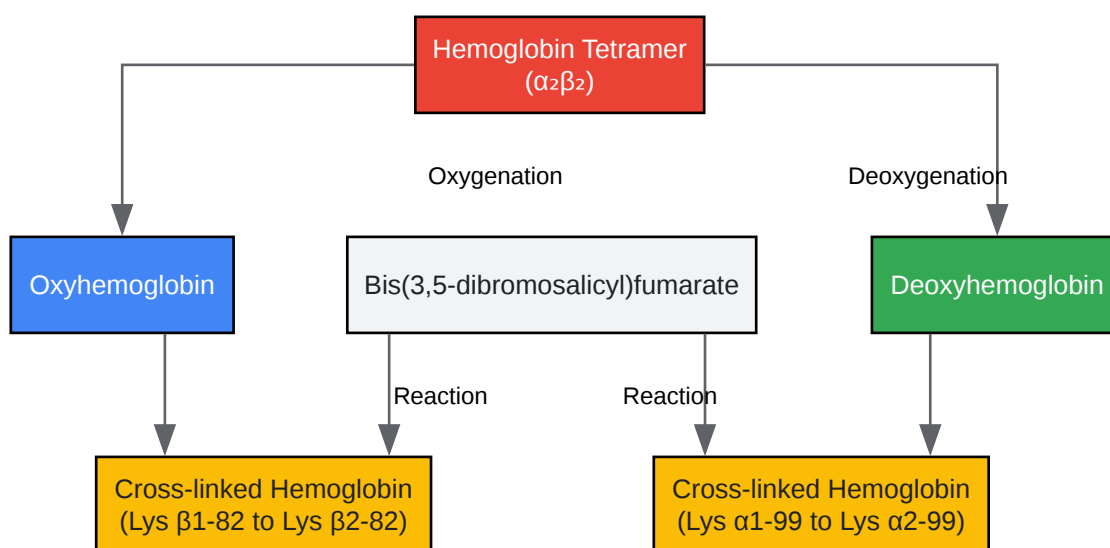 Hemoglobin Tetramer
(α₂β₂)
Oxygenation
Deoxygenation
Oxyhemoglobin
Bis(3,5-dibromosalicyl)fumarate
Deoxyhemoglobin
Reaction
Reaction
Cross-linked Hemoglobin
(Lys β1-82 to Lys β2-82)
Cross-linked Hemoglobin
(Lys α1-99 to Lys α2-99)